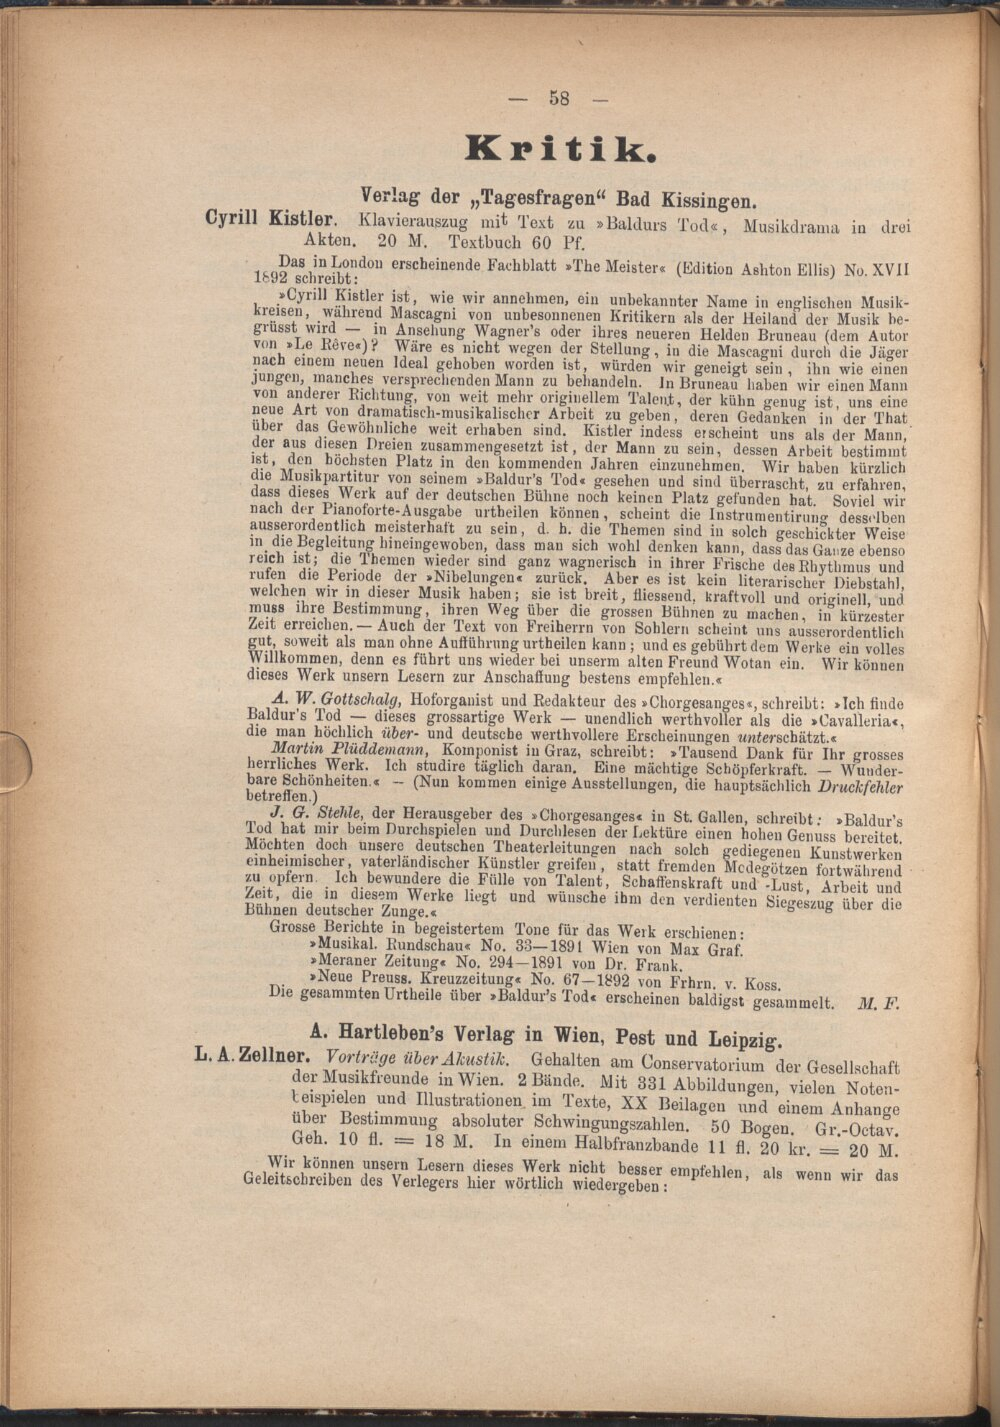 — 58 —
Kritik.
Verlag der „Tagesfragen“ Bad Kissingen.
Cyrill Kistler. Klavierauszug mit Text zu »Baldurs Tod«, Musikdrama in drei
Akten. 20 M. Textbuch 60 Pf.
Das in London erscheinende Fachblatt »The Meister« (Edition Ashton Ellis) No. XVII
1892 schreibt:
»Cyrill Kistler ist, wie wir annehmen, ein unbekannter Name in englischen Musik-
kreisen, während Mascagni von unbesonnenen Kritikern als der Heiland der Musik be-
grüsst wird — in Ansehung Wagner's oder ihres neueren Helden Bruneau (dem Autor
von »Le Rêve«)? Wäre es nicht wegen der Stellung, in die Mascagni durch die Jäger
nach einem neuen Ideal gehoben worden ist, würden wir geneigt sein, ihn wie einen
jungen, manches versprechenden Mann zu behandeln. In Bruneau haben wir einen Mann
von anderer Richtung, von weit mehr originellem Talent, der kühn genug ist, uns eine
neue Art von dramatisch-musikalischer Arbeit zu geben, deren Gedanken in der That
über das Gewöhnliche weit erhaben sind. Kistler indess erscheint uns als der Mann,
der aus diesen Dreien zusammengesetzt ist, der Mann zu sein, dessen Arbeit bestimmt
ist, den höchsten Platz in den kommenden Jahren einzunehmen. Wir haben kürzlich
die Musikpartitur von seinem »Baldur's Tod« gesehen und sind überrascht, zu erfahren,
dass dieses Werk auf der deutschen Bühne noch keinen Platz gefunden hat. Soviel wir
nach der Pianoforte-Ausgabe urtheilen können, scheint die Instrumentirung desselben
ausserordentlich meisterhaft zu sein, d. h. die Themen sind in solch geschickter Weise
in die Begleitung hineingewoben, dass man sich wohl denken kann, dass das Ganze ebenso
reich ist; die Themen wieder sind ganz wagnerisch in ihrer Frische des Rhythmus und
rufen die Periode der »Nibelungen« zurück. Aber es ist kein literarischer Diebstahl,
welchen wir in dieser Musik haben; sie ist breit, fliessend, kraftvoll und originell, und
muss ihre Bestimmung, ihren Weg über die grossen Bühnen zu machen, in kürzester
Zeit erreichen. — Auch der Text von Freiherrn von Sohlern scheint uns ausserordentlich
gut, soweit als man ohne Aufführung urtheilen kann; und es gebührt dem Werke ein volles
Willkommen, denn es führt uns wieder bei unserm alten Freund Wotan ein. Wir können
dieses Werk unsern Lesern zur Anschaffung bestens empfehlen.«
A. W. Gottschalg, Hoforganist und Redakteur des »Chorgesanges«, schreibt: »Ich finde
Baldur's Tod — dieses grossartige Werk — unendlich werthvoller als die »Cavalleria«,
die man höchlich über- und deutsche werthvollere Erscheinungen unterschätzt.«
Martin Plüddemann, Komponist in Graz, schreibt: »Tausend Dank für Ihr grosses
herrliches Werk. Ich studire täglich daran. Eine mächtige Schöpferkraft. — Wunder-
bare Schönheiten.« — (Nun kommen einige Ausstellungen, die hauptsächlich Druckfehler
betreffen.)
J. G. Stehle, der Herausgeber des »Chorgesanges« in St. Gallen, schreibt: »Baldur's
Tod hat mir beim Durchspielen und Durchlesen der Lektüre einen hohen Genuss bereitet.
Möchten doch unsere deutschen Theaterleitungen nach solch gediegenen Kunstwerken
einheimischer, vaterländischer Künstler greifen, statt fremden Modegötzen fortwährend
zu opfern. Ich bewundere die Fülle von Talent, Schaffenskraft und -Lust, Arbeit und
Zeit, die in diesem Werke liegt und wünsche ihm den verdienten Siegeszug über die
Bühnen deutscher Zunge.«
Grosse Berichte in begeistertem Tone für das Werk erschienen:
»Musikal. Rundschau« No. 33—1891 Wien von Max Graf.
»Meraner Zeitung« No. 294—1891 von Dr. Frank.
»Neue Preuss. Kreuzzeitung« No. 67—1892 von Frhrn. v. Koss.
Die gesammten Urtheile über »Baldur's Tod« erscheinen baldigst gesammelt. M. F.
A. Hartleben's Verlag in Wien, Pest und Leipzig.
L. A. Zellner. Vorträge über Akustik. Gehalten am Conservatorium der Gesellschaft
der Musikfreunde in Wien. 2 Bände. Mit 331 Abbildungen, vielen Noten-
beispielen und Illustrationen im Texte, XX Beilagen und einem Anhange
über Bestimmung absoluter Schwingungszahlen. 50 Bogen. Gr.-Octav.
Geh. 10 fl. = 18 M. In einem Halbfranzbande 11 fl. 20 kr. = 20 M.
Wir können unsern Lesern dieses Werk nicht besser empfehlen, als wenn wir das
Geleitschreiben des Verlegers hier wörtlich wiedergeben: